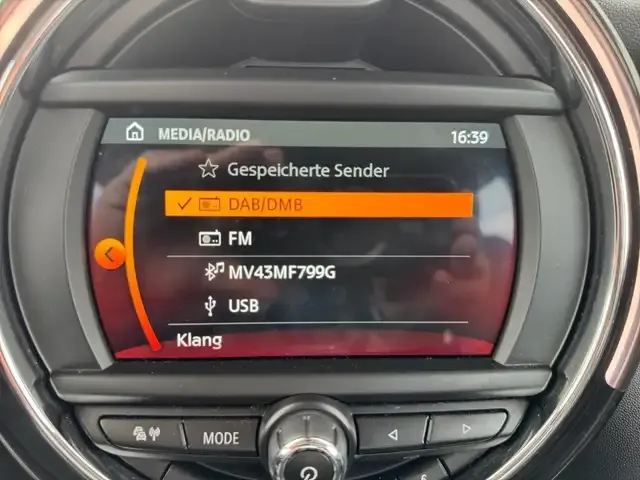 MEDIA/RADIO 16:39
Gespeicherte Sender
DAB/DMB
FM
MV43MF799G
USB
Klang
MODE